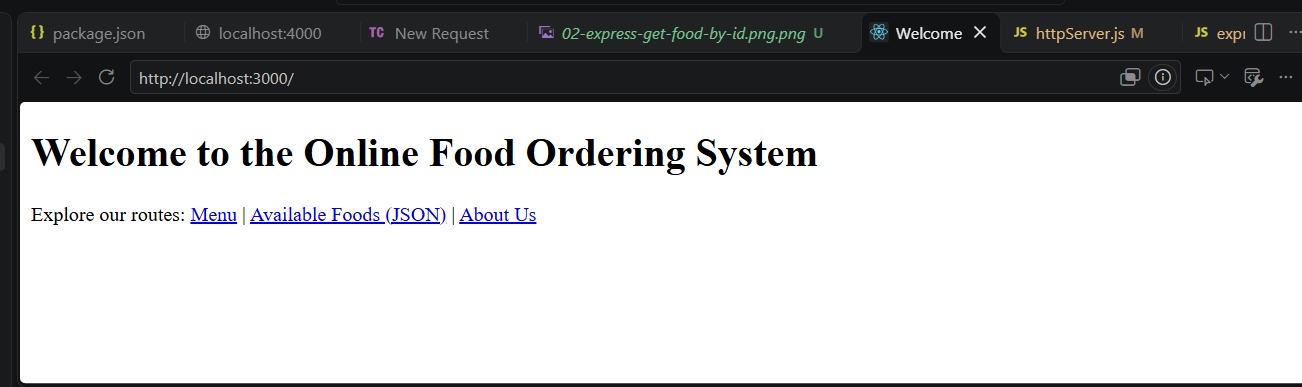 {} package.json localhost:4000 TC New Request 02-express-get-food-by-id.png.png U Welcome JS httpServer.js M JS
http://localhost:3000/
Welcome to the Online Food Ordering System
Explore our routes: Menu | Available Foods (JSON) | About Us